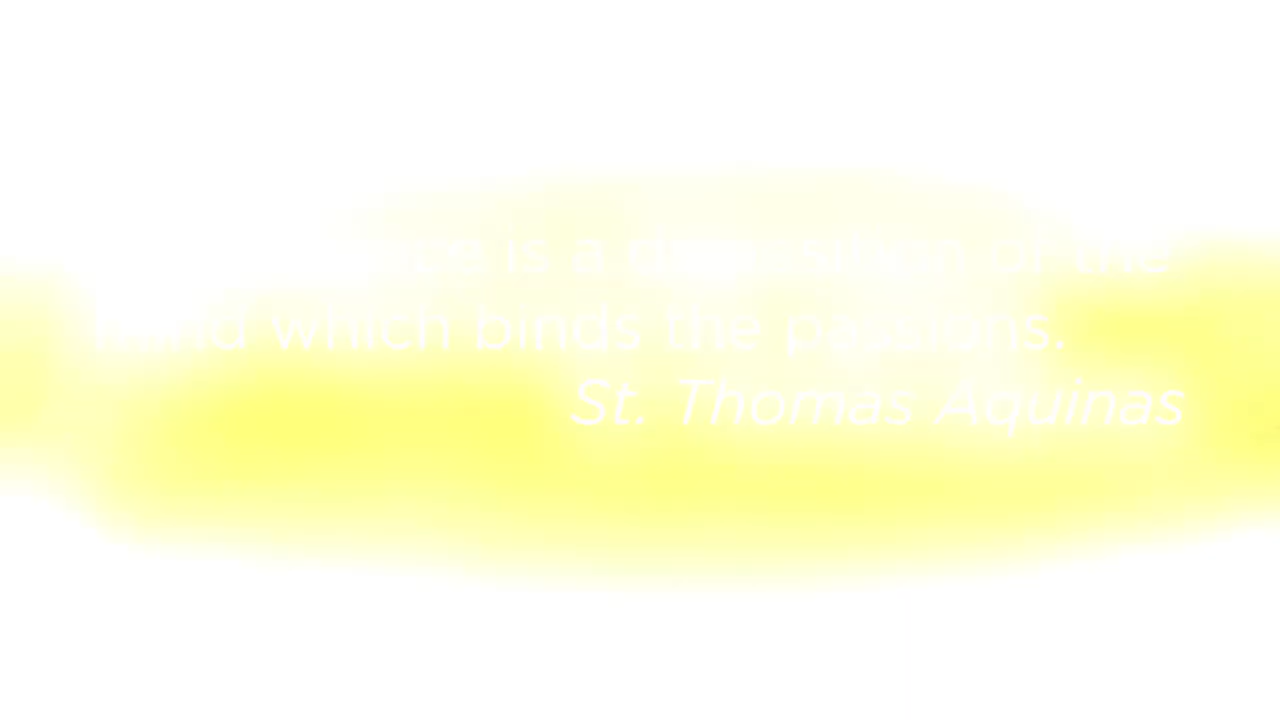 is a disposition of the
mind which binds the passions.
St. Thomas Aquinas